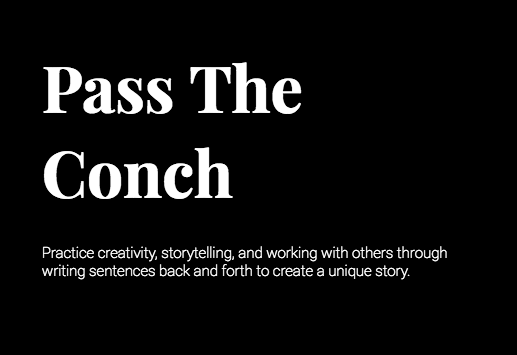 Pass The
Conch
Practice creativity, storytelling, and working with others through
writing sentences back and forth to create a unique story.